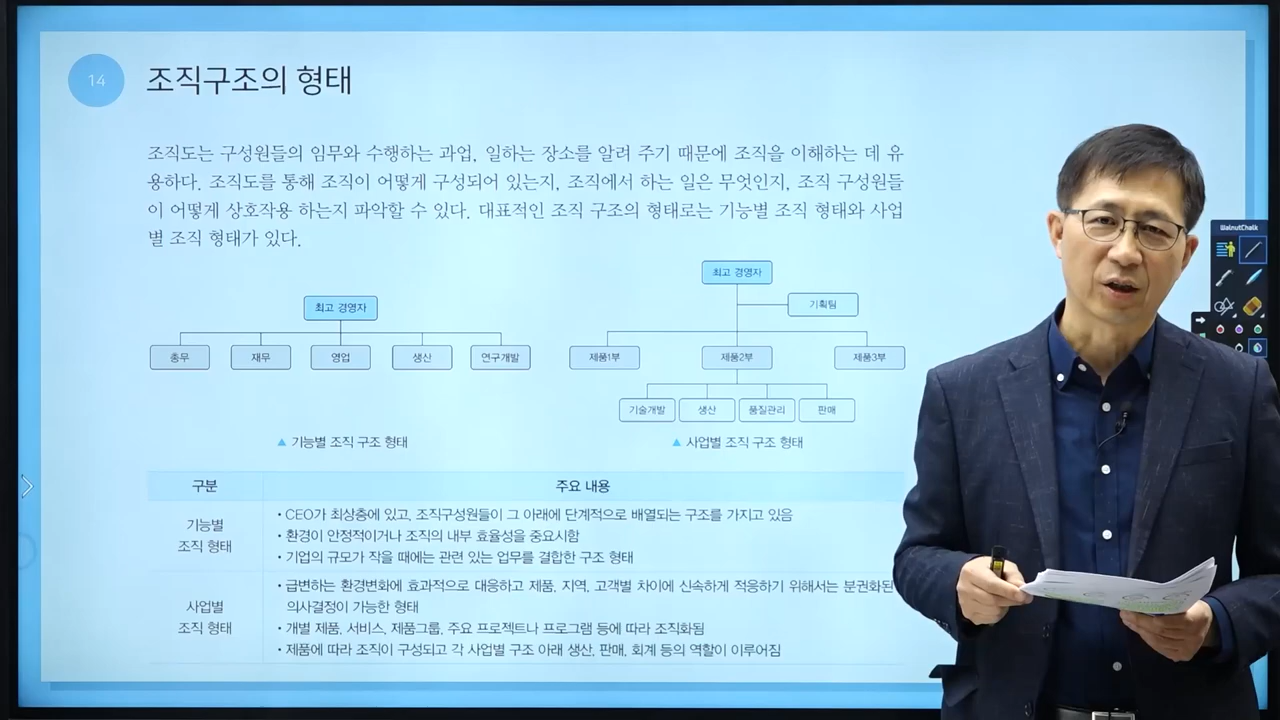 14
조직구조의 형태
조직도는 구성원들의 임무와 수행하는 과업, 일하는 장소를 알려 주기 때문에 조직을 이해하는 데 유
용하다. 조직도를 통해 조직이 어떻게 구성되어 있는지, 조직에서 하는 일은 무엇인지, 조직 구성원들
이 어떻게 상호작용 하는지 파악할 수 있다. 대표적인 조직 구조의 형태로는 기능별 조직 형태와 사업
별 조직 형태가 있다.
최고 경영자
총무 재무 영업 생산 연구개발
▲ 기능별 조직 구조 형태
최고 경영자
기획팀
제품1부 제품2부 제품3부
기술개발 생산 품질관리 판매
▲ 사업별 조직 구조 형태
구분 주요 내용
기능별
조직 형태
• CEO가 최상층에 있고, 조직구성원들이 그 아래에 단계적으로 배열되는 구조를 가지고 있음
• 환경이 안정적이거나 조직의 내부 효율성을 중요시함
• 기업의 규모가 작을 때에는 관련 있는 업무를 결합한 구조 형태
사업별
조직 형태
• 급변하는 환경변화에 효과적으로 대응하고 제품, 지역, 고객별 차이에 신속하게 적응하기 위해서는 분권화된
의사결정이 가능한 형태
• 개별 제품, 서비스, 제품그룹, 주요 프로젝트나 프로그램 등에 따라 조직화됨
• 제품에 따라 조직이 구성되고 각 사업별 구조 아래 생산, 판매, 회계 등의 역할이 이루어짐
WalnutChalk